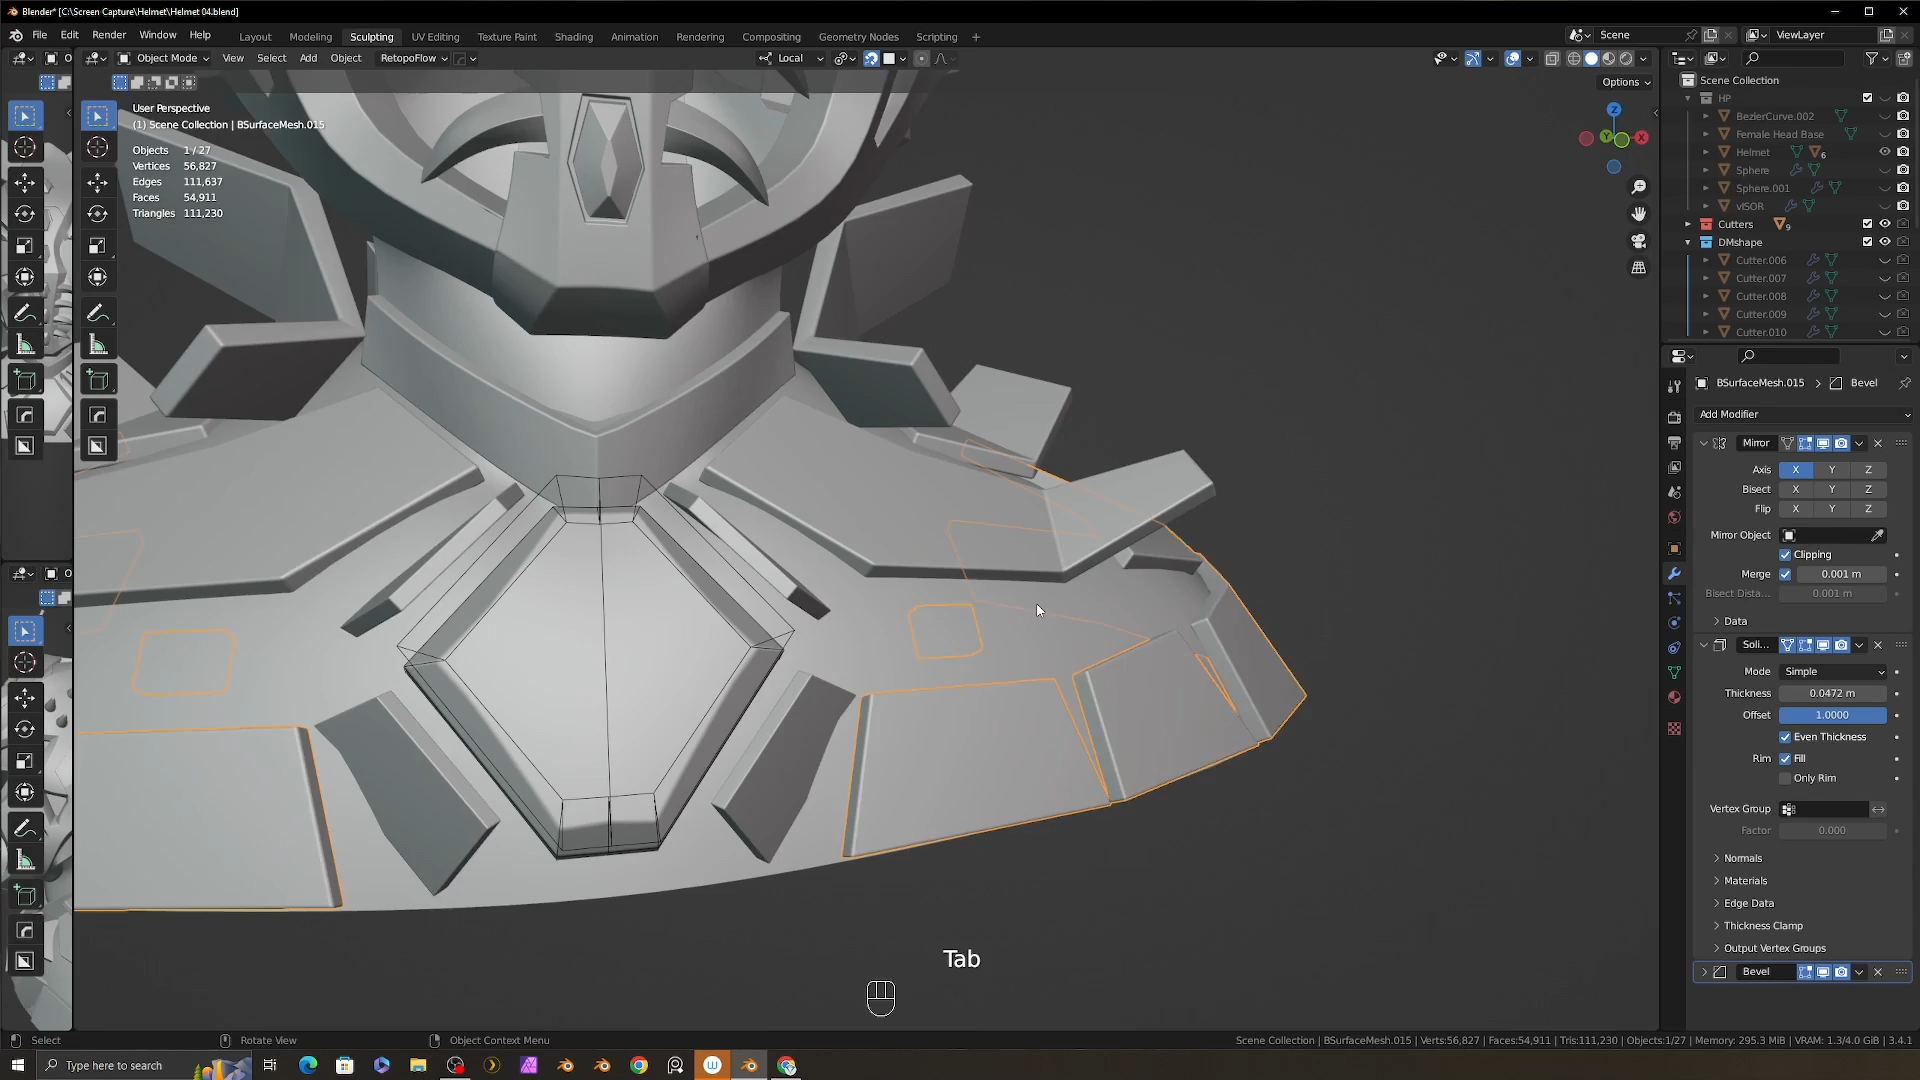 Blender* [C:\Screen Capture\Helmet\Helmet 04.blend]
File Edit Render Window Help
Layout Modeling Sculpting UV Editing Texture Paint Shading Animation Rendering Compositing Geometry Nodes Scripting +
Scene
ViewLayer
Object Mode View Select Add Object RetopoFlow
Local
Options
User Perspective
(1) Scene Collection | BSurfaceMesh.015
Objects 1/27
Vertices 56,827
Edges 111,637
Faces 54,911
Triangles 111,230
Z
Y
X
Scene Collection
HP
BezierCurve.002
Female Head Base
Helmet
6
Sphere
Sphere.001
vISOR
Cutters
9
DMshape
Cutter.006
Cutter.007
Cutter.008
Cutter.009
Cutter.010
BSurfaceMesh.015 > Bevel
Add Modifier
Mirror
Axis X Y Z
Bisect X Y Z
Flip X Y Z
Mirror Object
Clipping
Merge 0.001 m
Bisect Dista... 0.001 m
Data
Soli...
Mode Simple
Thickness 0.0472 m
Offset 1.0000
Even Thickness
Rim Fill
Only Rim
Vertex Group
Factor 0.000
Normals
Materials
Edge Data
Thickness Clamp
Output Vertex Groups
Bevel
Tab
Select
Rotate View
Object Context Menu
Scene Collection | BSurfaceMesh.015 | Verts:56,827 | Faces:54,911 | Tris:111,230 | Objects:1/27 | Memory: 295.3 MiB | VRAM: 1.3/4.0 GiB | 3.4.1
Type here to search